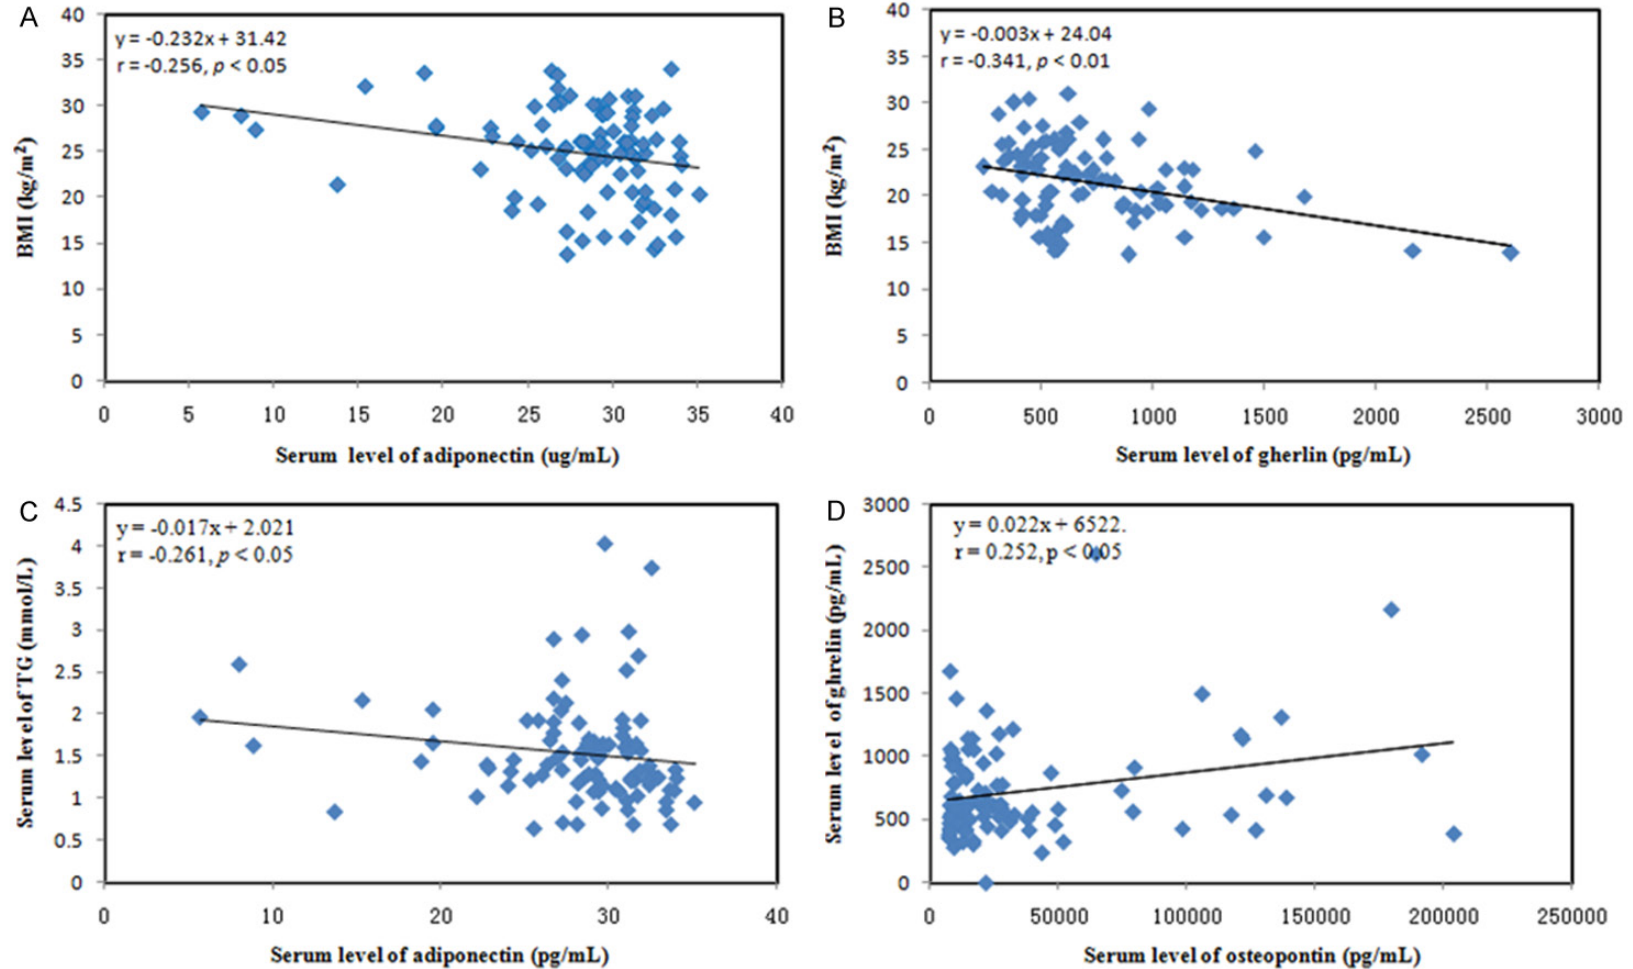 A
y = -0.232x + 31.42
r = -0.256, p < 0.05
40
35
30
25
20
15
10
5
0
BMI (kg/m²)
0 5 10 15 20 25 30 35 40
Serum level of adiponectin (ug/mL)
B
y = -0.003x + 24.04
r = -0.341, p < 0.01
40
35
30
25
20
15
10
5
0
BMI (kg/m²)
0 500 1000 1500 2000 2500 3000
Serum level of gherlin (pg/mL)
C
y = -0.017x + 2.021
r = -0.261, p < 0.05
4.5
4
3.5
3
2.5
2
1.5
1
0.5
0
Serum level of TG (mmol/L)
0 10 20 30 40
Serum level of adiponectin (pg/mL)
D
y = 0.022x + 6522.
r = 0.252, p < 0.05
3000
2500
2000
1500
1000
500
0
Serum level of ghrelin (pg/mL)
0 50000 100000 150000 200000 250000
Serum level of osteopontin (pg/mL)